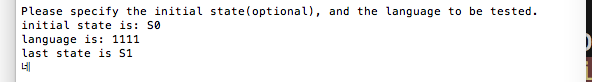 Please specify the initial state(optional), and the language to be tested.
initial state is: S0
language is: 1111
last state is S1